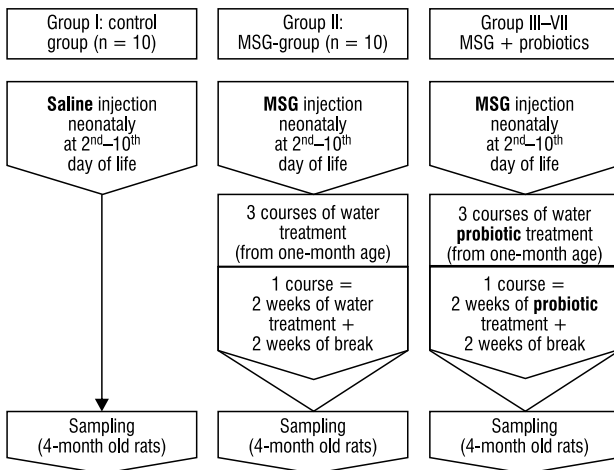 Group I: control
group (n = 10)
Group II:
MSG-group (n = 10)
Group III–VII
MSG + probiotics
Saline injection
neonataly
at 2nd–10th
day of life
MSG injection
neonataly
at 2nd–10th
day of life
MSG injection
neonataly
at 2nd–10th
day of life
3 courses of water
treatment
(from one-month age)
3 courses of water
probiotic treatment
(from one-month age)
1 course =
2 weeks of water
treatment +
2 weeks of break
1 course =
2 weeks of probiotic
treatment +
2 weeks of break
Sampling
(4-month old rats)
Sampling
(4-month old rats)
Sampling
(4-month old rats)